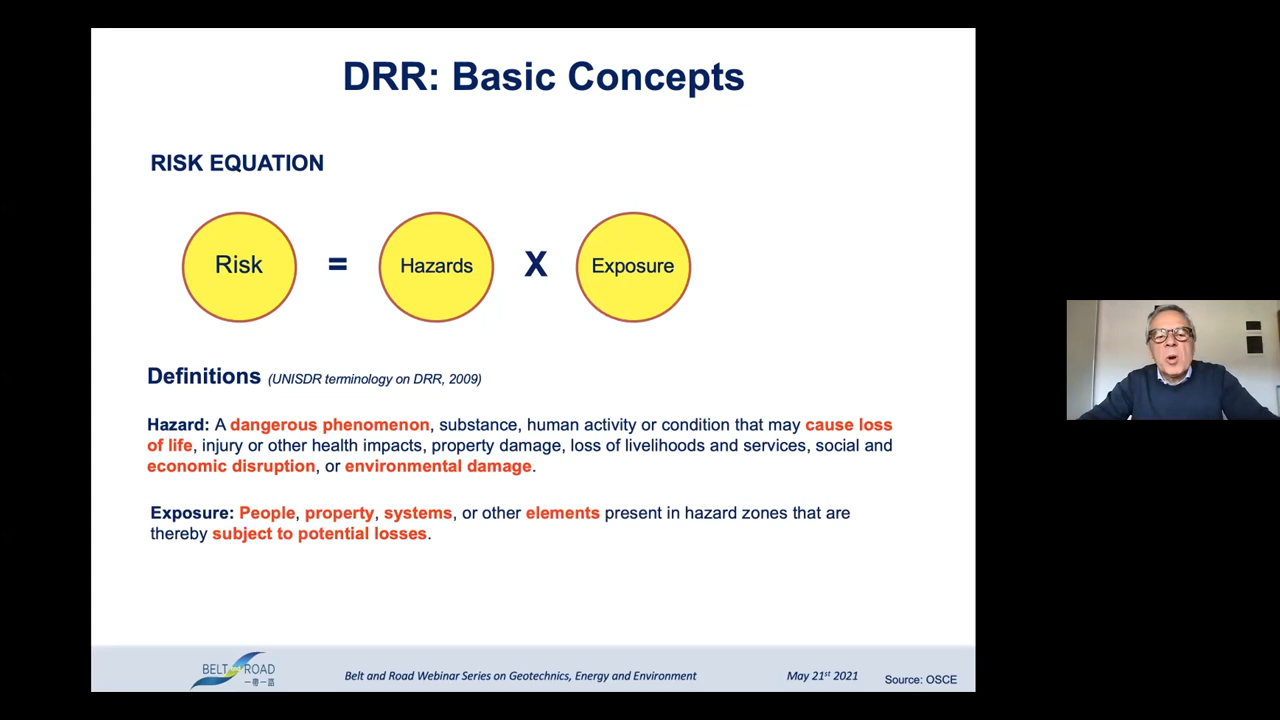 DRR: Basic Concepts
RISK EQUATION
Risk = Hazards X Exposure
Definitions (UNISDR terminology on DRR, 2009)
Hazard: A dangerous phenomenon, substance, human activity or condition that may cause loss
of life, injury or other health impacts, property damage, loss of livelihoods and services, social and
economic disruption, or environmental damage.
Exposure: People, property, systems, or other elements present in hazard zones that are
thereby subject to potential losses.
BELT ROAD
一帶一路
Belt and Road Webinar Series on Geotechnics, Energy and Environment
May 21st 2021
Source: OSCE